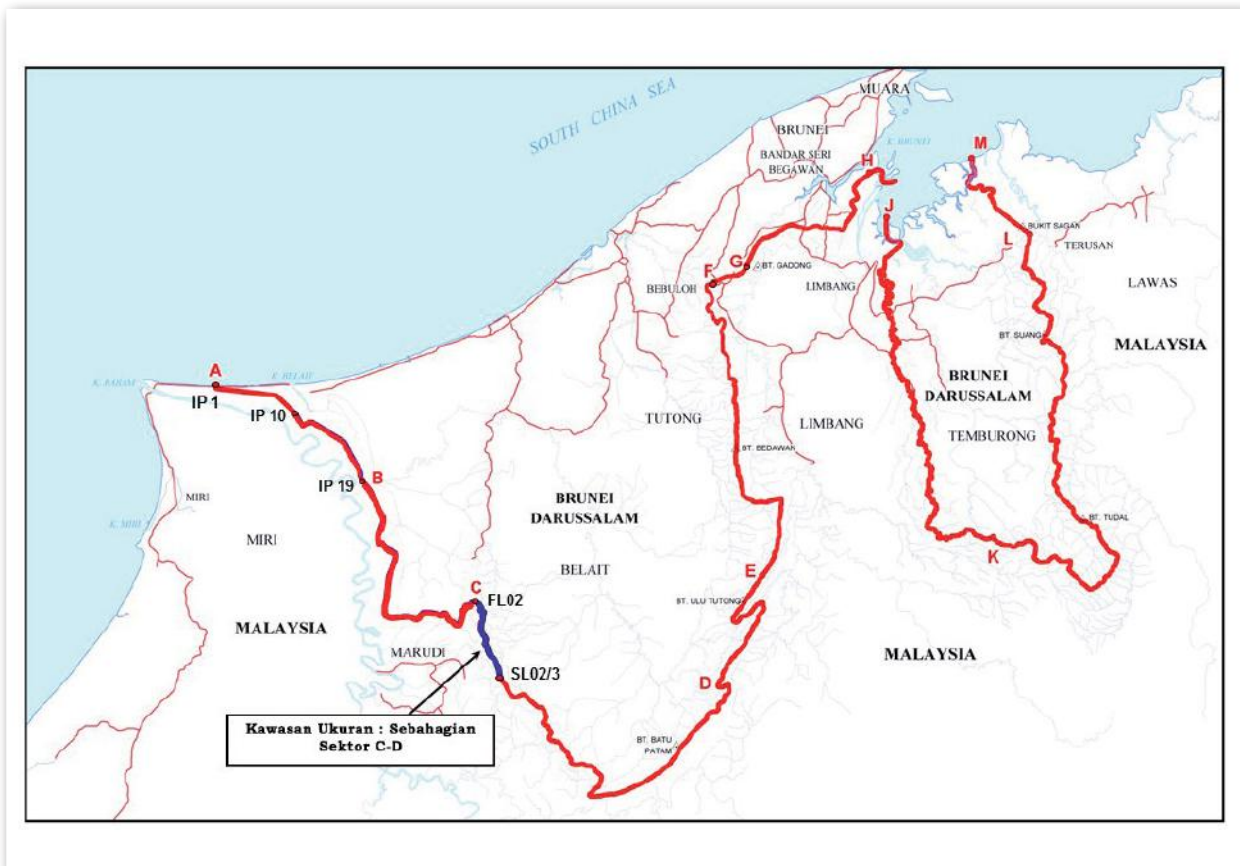 MUARA
SOUTH CHINA SEA
BRUNEI
K. BRUNEI
BANDAR SERI
BEGAWAN
H
M
J
BUKIT SAGAN
L
TERUSAN
F
G
BT. GADONG
BEBULOH
LIMBANG
LAWAS
BT. SUANG
MALAYSIA
A
K. BARAM
IP 1
IP 10
BRUNEI
DARUSSALAM
TUTONG
LIMBANG
TEMBURONG
BT. BEDAWAN
IP 19
B
MIRI
BRUNEI
DARUSSALAM
BT. TUDAL
MIRI
K
E
BELAIT
C
FL02
BT. ULU TUTONG
MALAYSIA
MARUDI
MALAYSIA
SL02/3
D
Kawasan Ukuran : Sebahagian
Sektor C-D
BT. BATU
PATAM